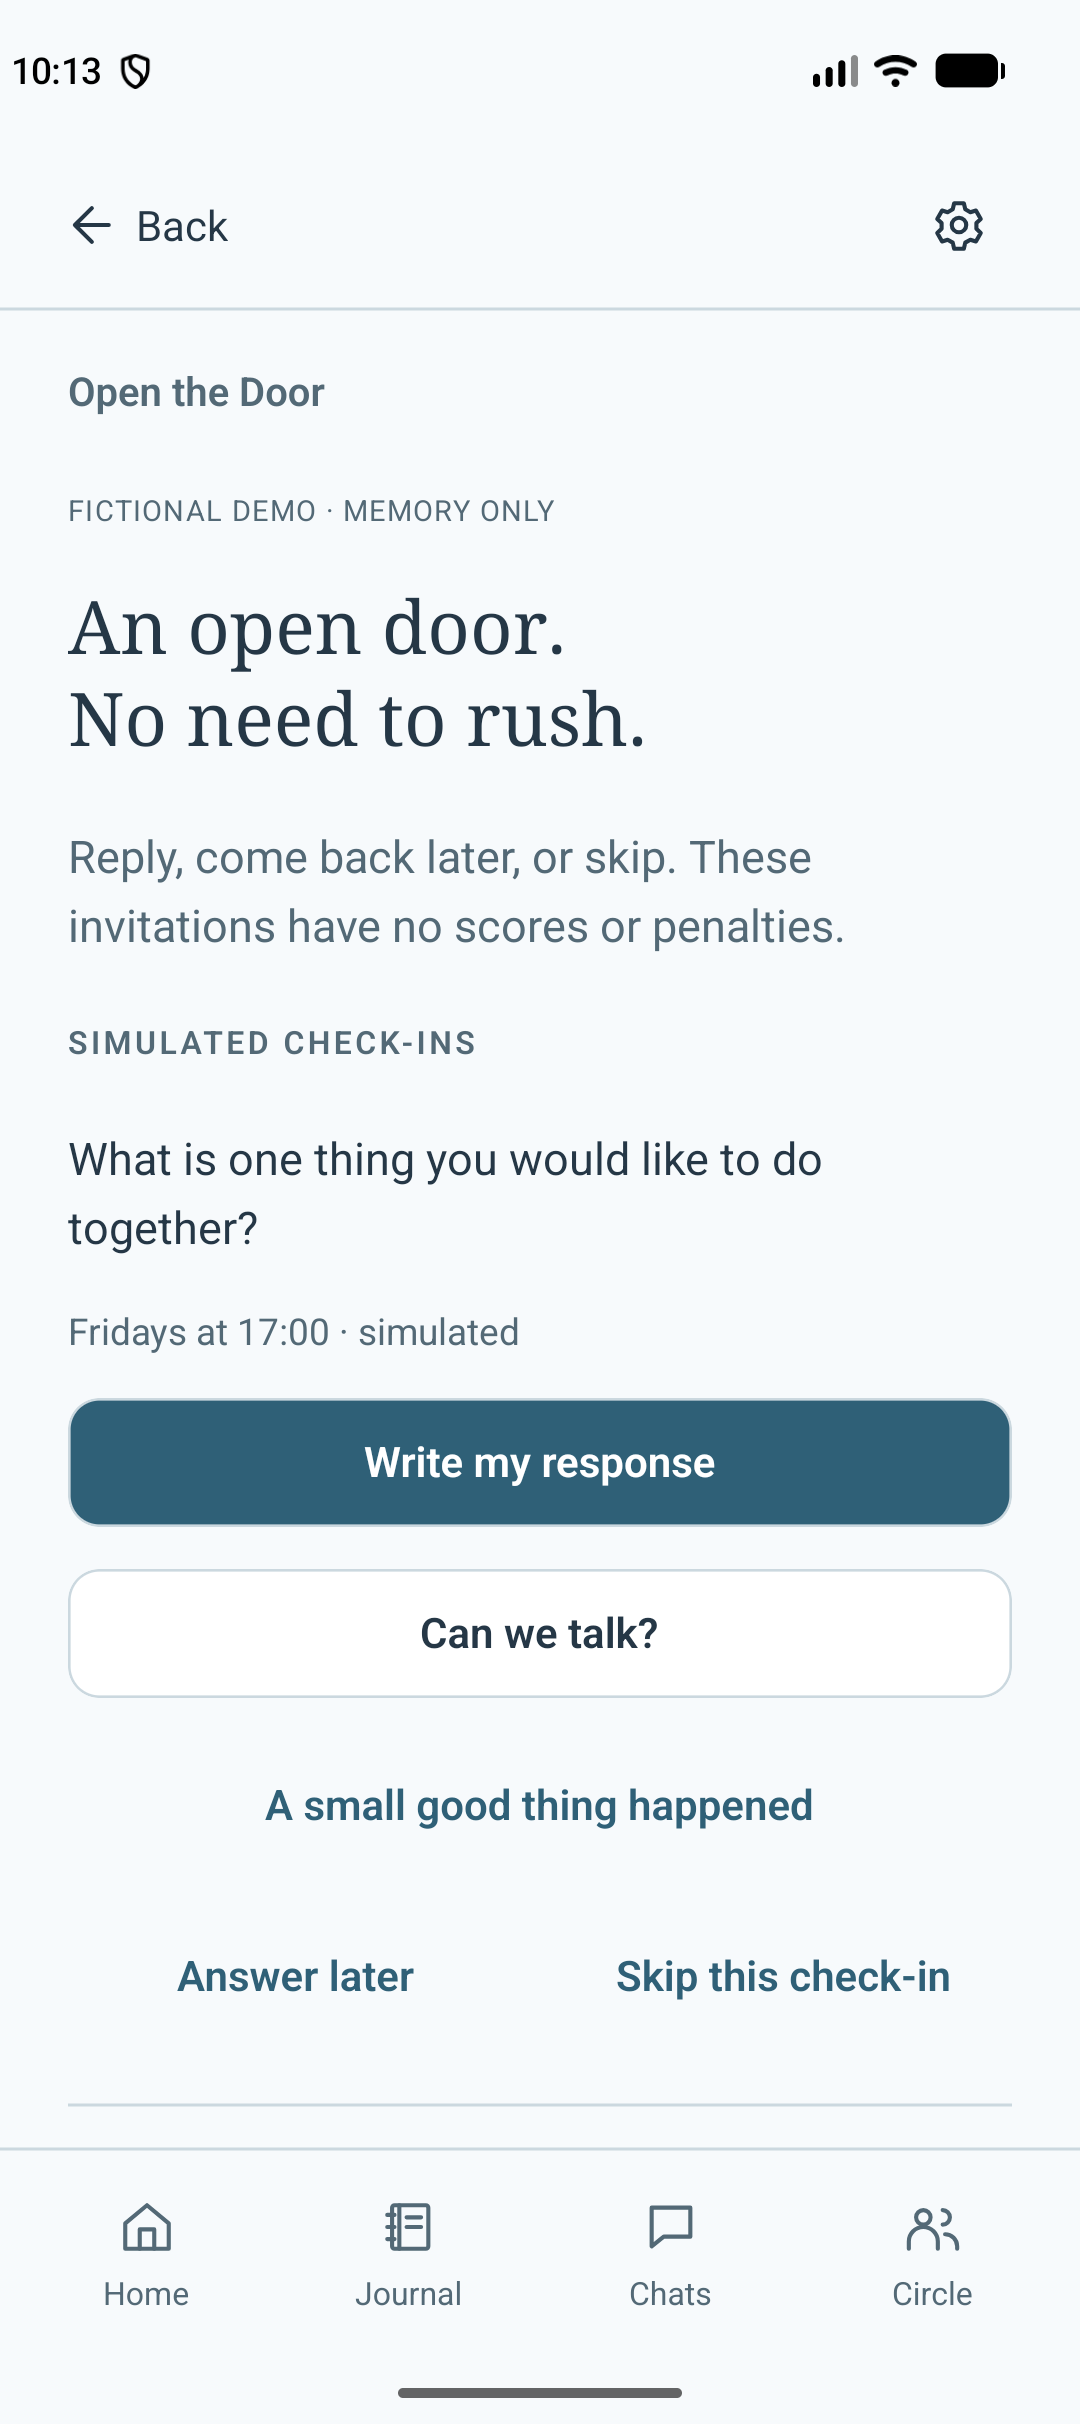 10:13
Back
Open the Door
FICTIONAL DEMO · MEMORY ONLY
An open door.
No need to rush.
Reply, come back later, or skip. These
invitations have no scores or penalties.
SIMULATED CHECK-INS
What is one thing you would like to do
together?
Fridays at 17:00 · simulated
Write my response
Can we talk?
A small good thing happened
Answer later
Skip this check-in
Home
Journal
Chats
Circle